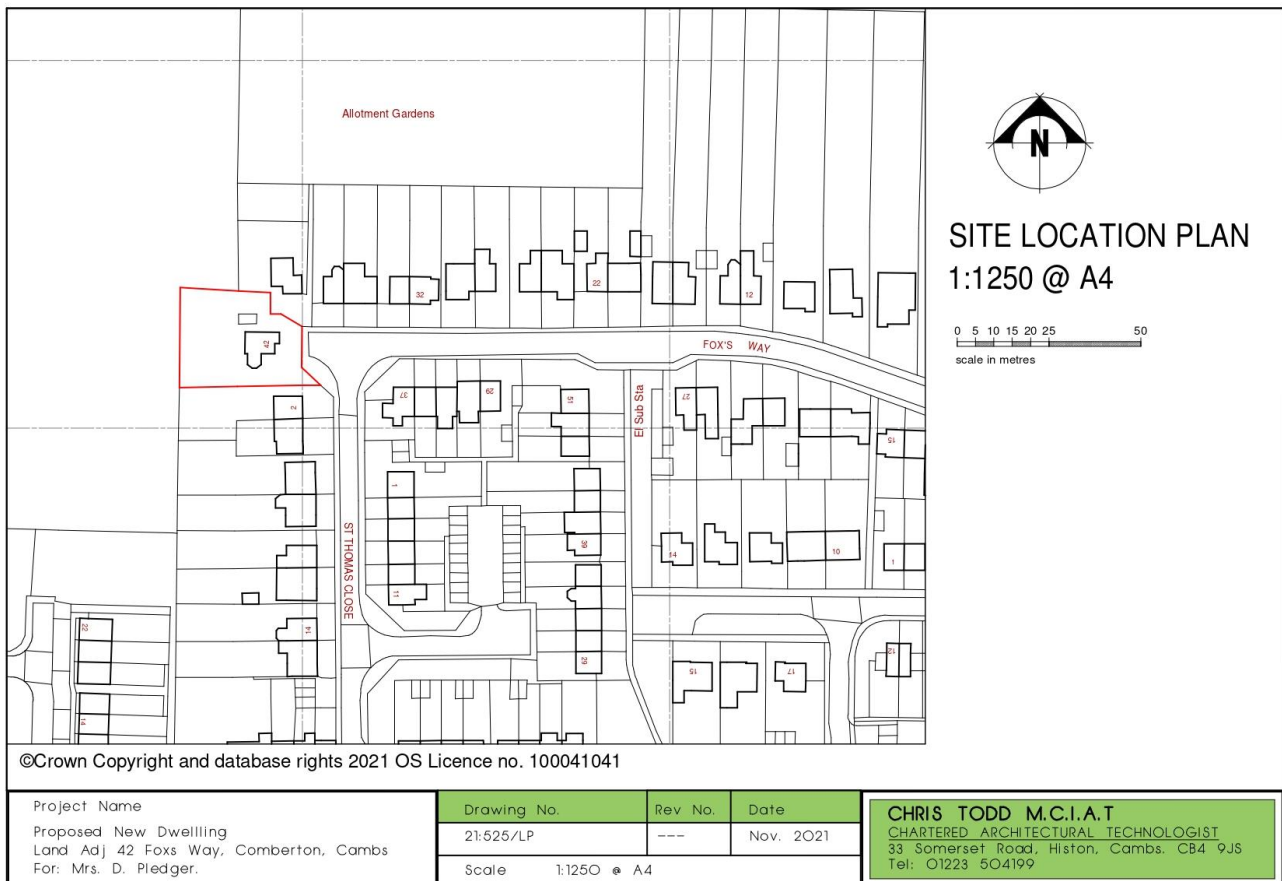 Allotment Gardens
N
SITE LOCATION PLAN
1:1250 @ A4
0 5 10 15 20 25 50
scale in metres
32
22
12
42
FOX'S WAY
2
37
29
51
El Sub Sta
27
15
1
ST THOMAS CLOSE
39
14
10
1
11
22
14
29
15
17
12
14
©Crown Copyright and database rights 2021 OS Licence no. 100041041
Project Name
Proposed New Dwellling
Land Adj 42 Foxs Way, Comberton, Cambs
For: Mrs. D. Pledger.
Drawing No. Rev No. Date
21:525/LP --- Nov. 2021
Scale 1:1250 @ A4
CHRIS TODD M.C.I.A.T
CHARTERED ARCHITECTURAL TECHNOLOGIST
33 Somerset Road, Histon, Cambs. CB4 9JS
Tel: 01223 504199